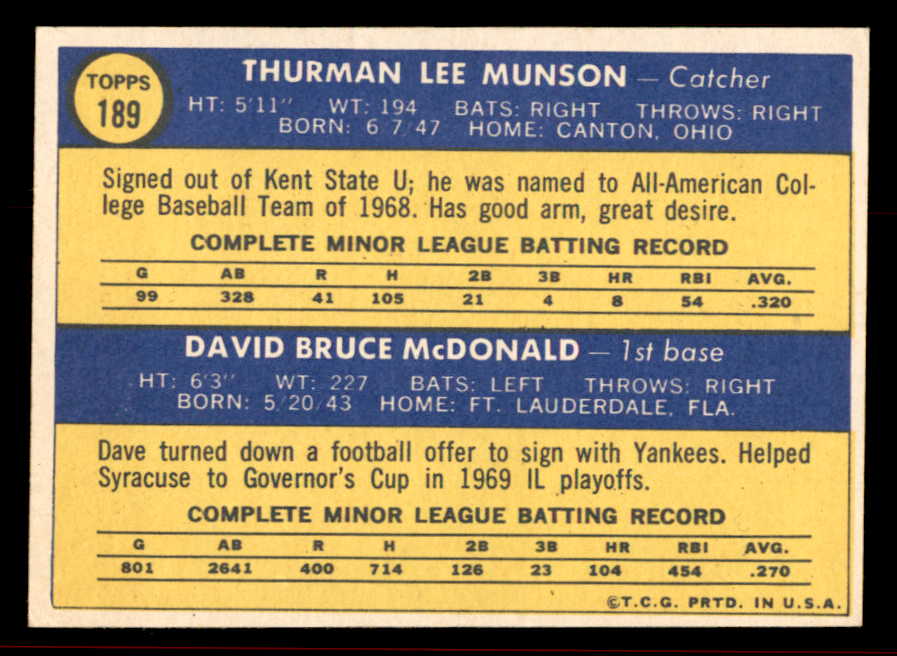 TOPPS
189
THURMAN LEE MUNSON — Catcher
HT: 5'11" WT: 194 BATS: RIGHT THROWS: RIGHT
BORN: 6 7/47 HOME: CANTON, OHIO
Signed out of Kent State U; he was named to All-American Col-
lege Baseball Team of 1968. Has good arm, great desire.
COMPLETE MINOR LEAGUE BATTING RECORD
G AB R H 2B 3B HR RBI AVG.
99 328 41 105 21 4 8 54 .320
DAVID BRUCE McDONALD — 1st base
HT: 6'3" WT: 227 BATS: LEFT THROWS: RIGHT
BORN: 5/20/43 HOME: FT. LAUDERDALE, FLA.
Dave turned down a football offer to sign with Yankees. Helped
Syracuse to Governor's Cup in 1969 IL playoffs.
COMPLETE MINOR LEAGUE BATTING RECORD
G AB R H 2B 3B HR RBI AVG.
801 2641 400 714 126 23 104 454 .270
©T.C.G. PRTD. IN U.S.A.